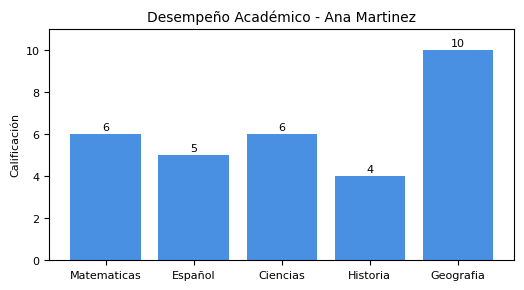 Desempeño Académico - Ana Martinez
Calificación
10
8
6
4
2
0
6
5
6
4
10
Matematicas
Español
Ciencias
Historia
Geografia